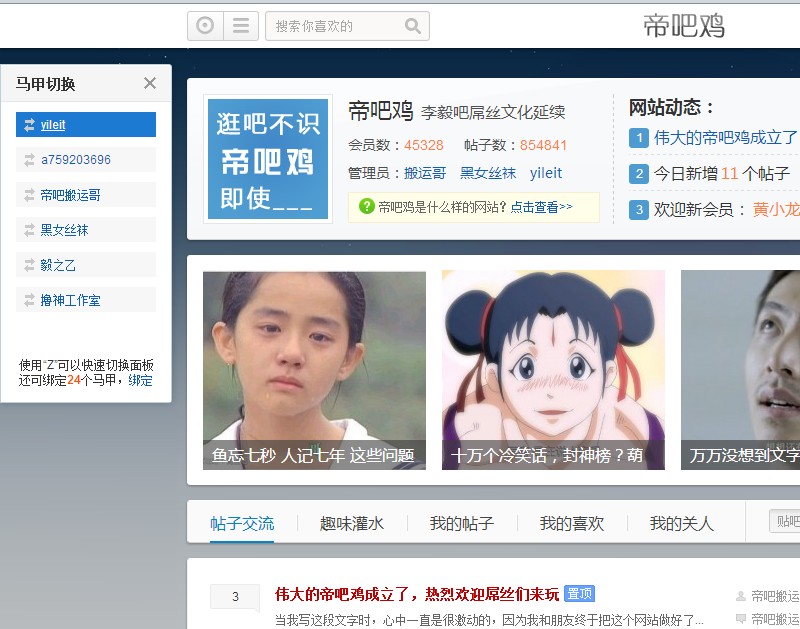 搜索你喜欢的
帝吧鸡
马甲切换
yileit
a759203696
帝吧搬运哥
黑女丝袜
毅之乙
撸神工作室
使用"Z"可以快速切换面板
还可绑定24个马甲，绑定
逛吧不识
帝吧鸡
即使___
帝吧鸡 李毅吧屌丝文化延续
会员数：45328 帖子数：854841
管理员：搬运哥 黑女丝袜 yileit
帝吧鸡是什么样的网站？点击查看>>
网站动态：
1 伟大的帝吧鸡成立了
2 今日新增 11 个帖子
3 欢迎新会员： 黄小龙
鱼忘七秒 人记七年 这些问题
十万个冷笑话，封神榜？萌
万万没想到文字
帖子交流 趣味灌水 我的帖子 我的喜欢 我的关人
贴吧
3 伟大的帝吧鸡成立了，热烈欢迎屌丝们来玩 置顶
帝吧搬运
当我写这段文字时，心中一直是很激动的，因为我和朋友终于把这个网站做好了...
帝吧搬运